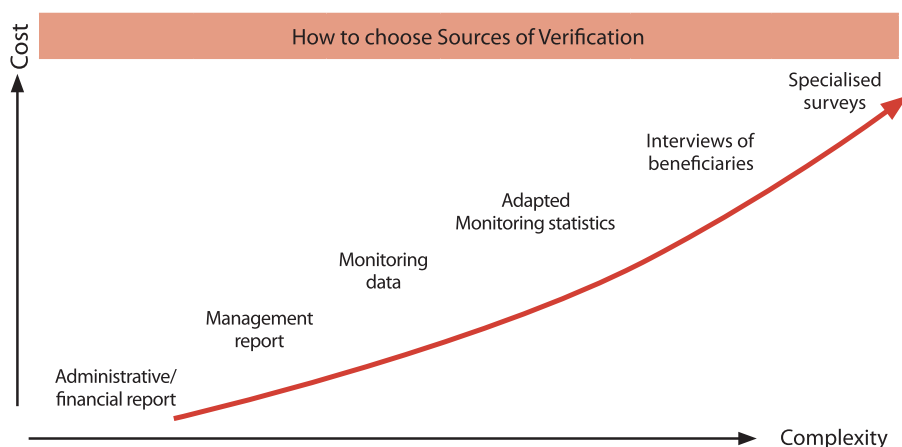 Cost
How to choose Sources of Verification
Specialised
surveys
Interviews of
beneficiaries
Adapted
Monitoring statistics
Monitoring
data
Management
report
Administrative/
financial report
Complexity